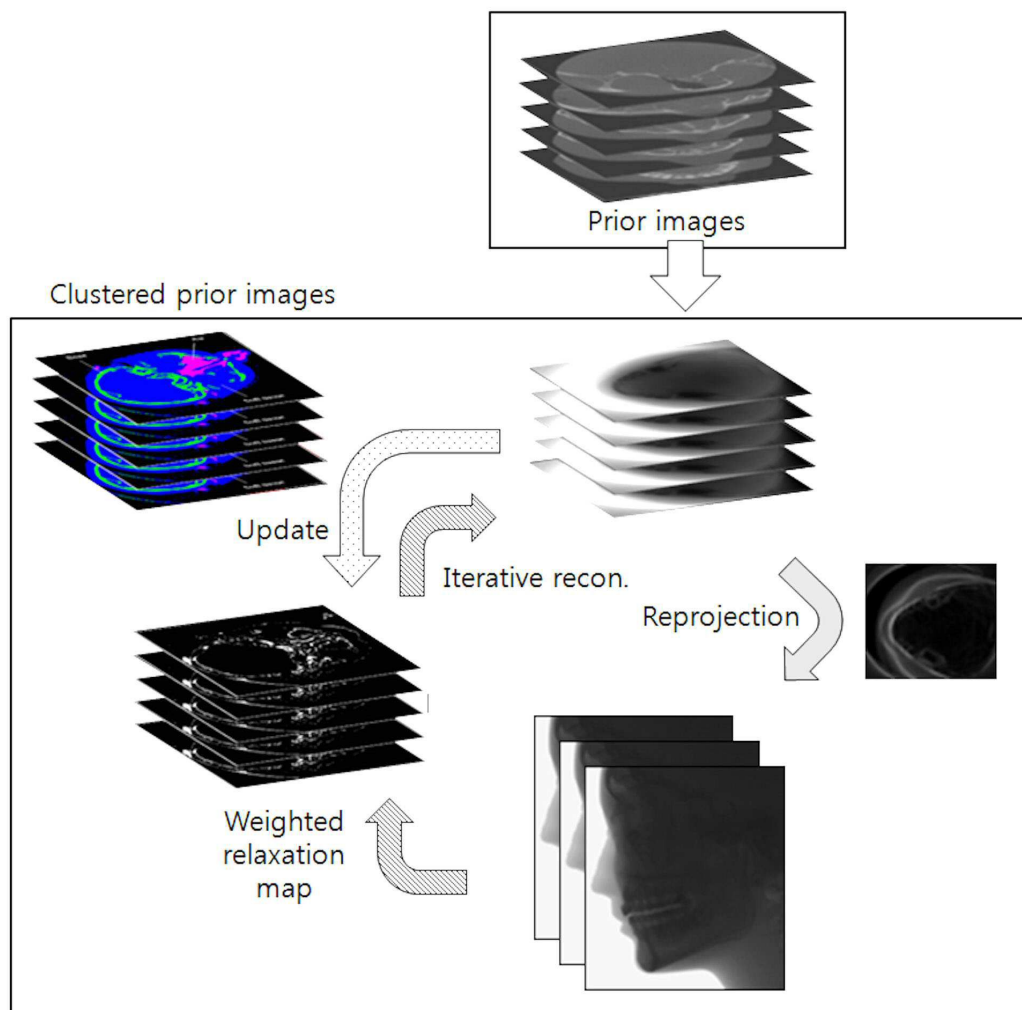 Prior images
Clustered prior images
Update
Iterative recon.
Reprojection
Weighted
relaxation
map